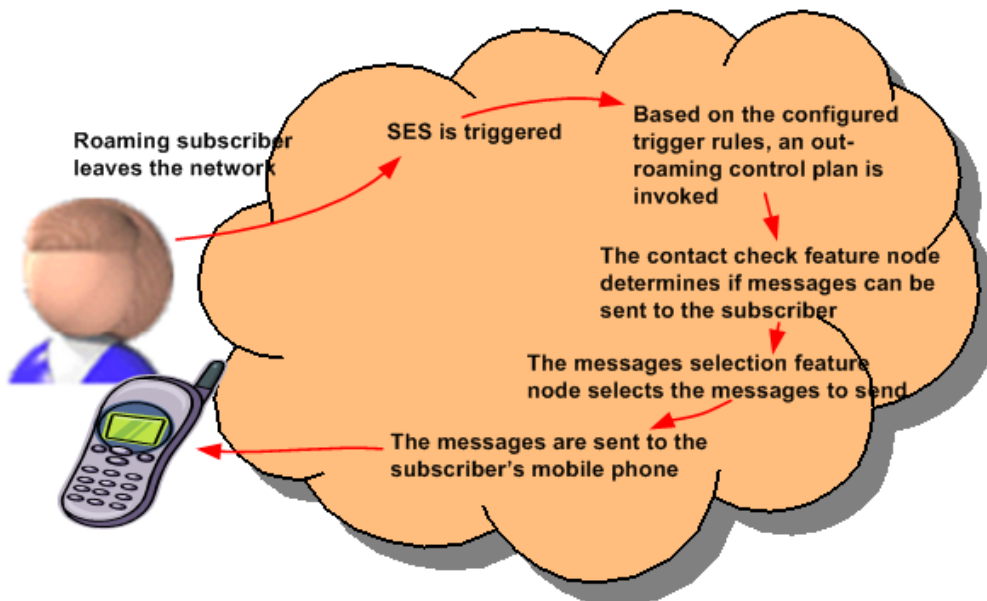 Roaming subscriber
leaves the network
SES is triggered
Based on the configured
trigger rules, an out-
roaming control plan is
invoked
The contact check feature node
determines if messages can be
sent to the subscriber
The messages selection feature
node selects the messages to send
The messages are sent to the
subscriber's mobile phone